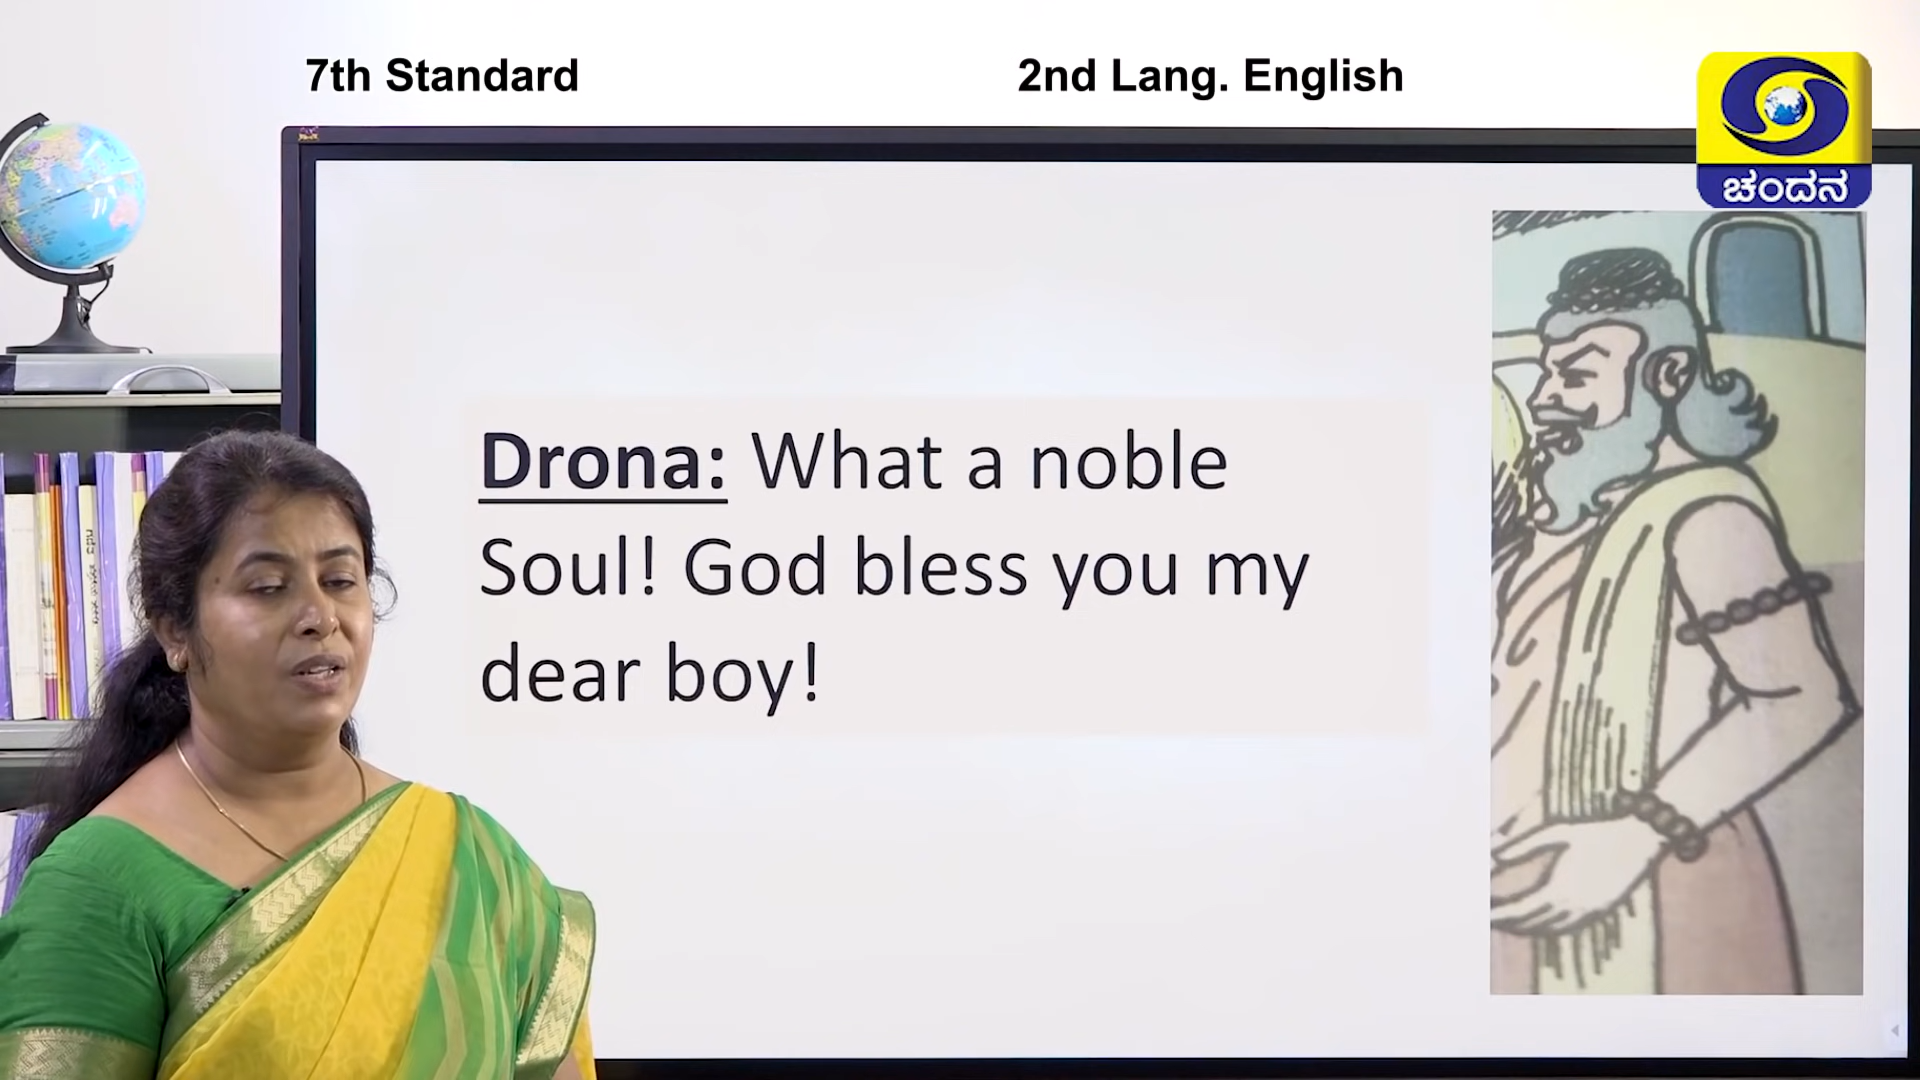 7th Standard
2nd Lang. English
ಚಂದನ
Drona: What a noble
Soul! God bless you my
dear boy!